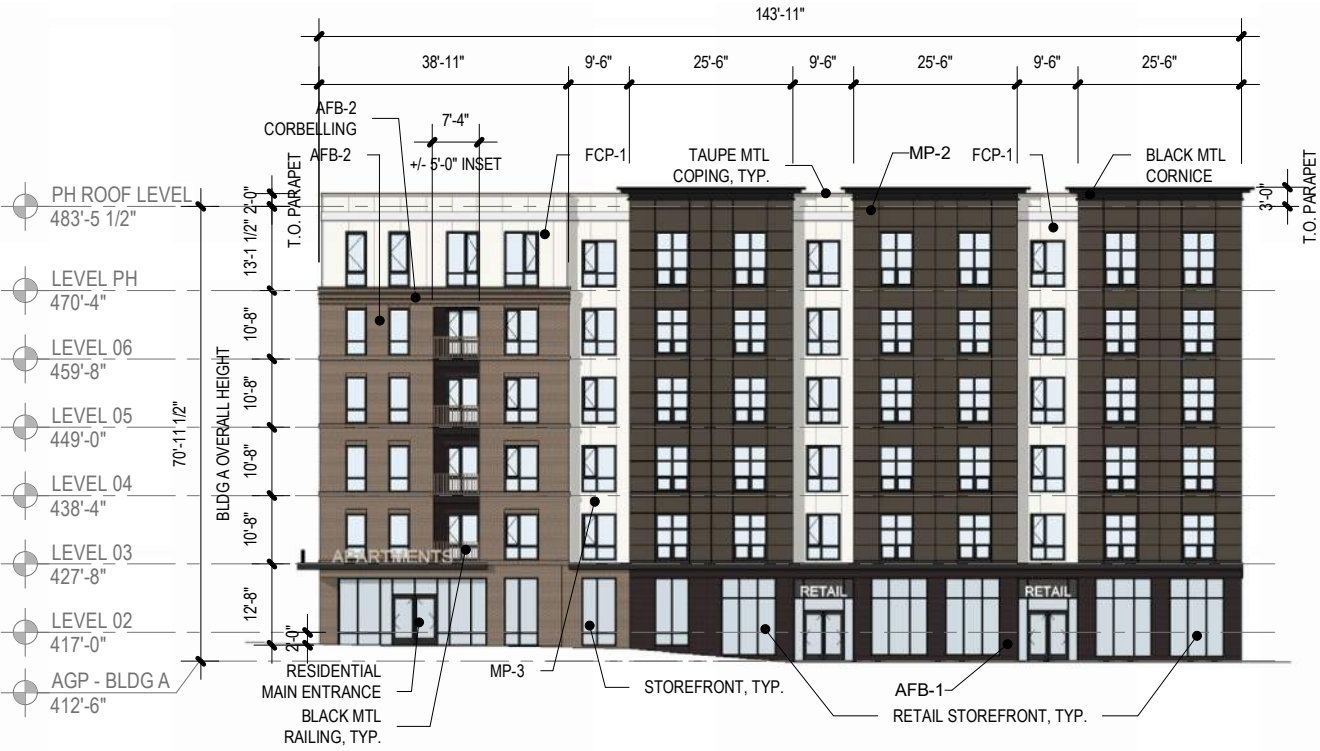 143'-11"
38'-11"
9'-6"
25'-6"
9'-6"
25'-6"
9'-6"
25'-6"
AFB-2
CORBELLING
7'-4"
AFB-2
+/- 5'-0" INSET
FCP-1
TAUPE MTL
COPING, TYP.
MP-2
FCP-1
BLACK MTL
CORNICE
T.O. PARAPET
2'-0"
3'-0"
T.O. PARAPET
PH ROOF LEVEL
483'-5 1/2"
13'-1 1/2"
LEVEL PH
470'-4"
10'-8"
LEVEL 06
459'-8"
10'-8"
LEVEL 05
449'-0"
10'-8"
LEVEL 04
438'-4"
10'-8"
LEVEL 03
427'-8"
12'-8"
LEVEL 02
417'-0"
2'-0"
AGP - BLDG A
412'-6"
70'-11 1/2"
BLDG A OVERALL HEIGHT
APARTMENTS
RETAIL
RETAIL
RESIDENTIAL
MAIN ENTRANCE
BLACK MTL
RAILING, TYP.
MP-3
STOREFRONT, TYP.
AFB-1
RETAIL STOREFRONT, TYP.